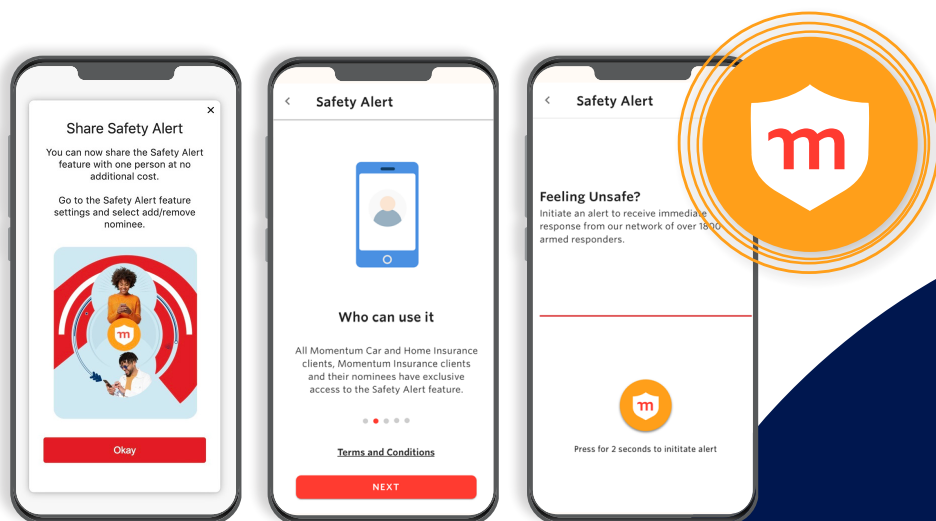 Share Safety Alert
You can now share the Safety Alert
feature with one person at no
additional cost.
Go to the Safety Alert feature
settings and select add/remove
nominee.
m
Okay
Safety Alert
Who can use it
All Momentum Car and Home Insurance
clients, Momentum Insurance clients
and their nominees have exclusive
access to the Safety Alert feature.
Terms and Conditions
NEXT
Safety Alert
Feeling Unsafe?
Initiate an alert to receive immediate
response from our network of over 1800
armed responders.
m
Press for 2 seconds to inititate alert
m